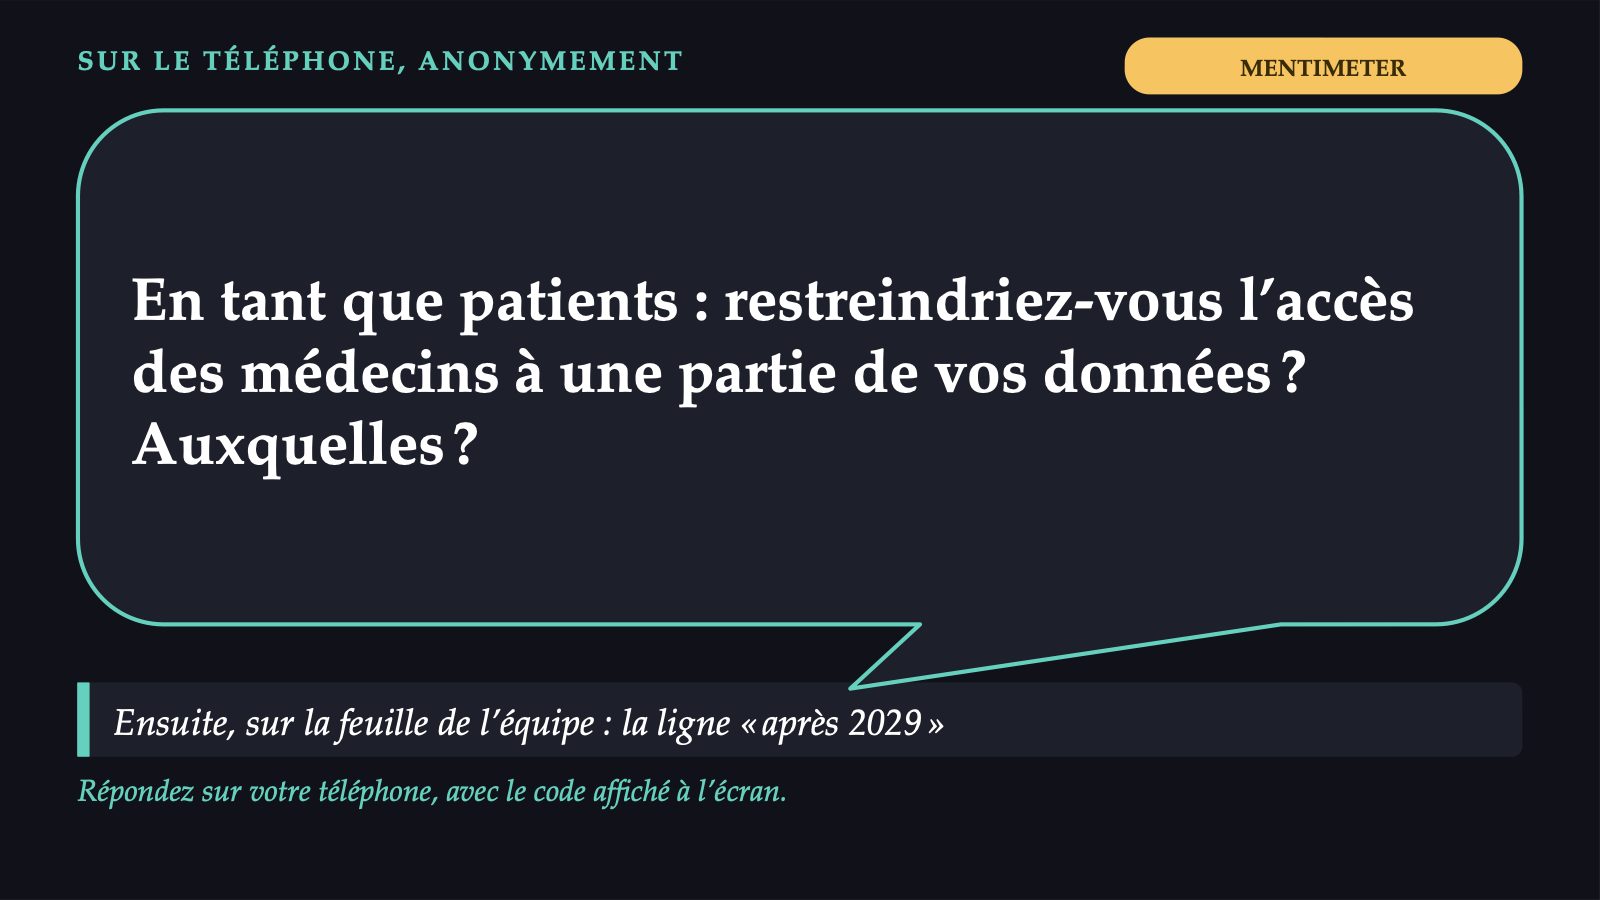 SUR LE TÉLÉPHONE, ANONYMEMENT
MENTIMETER
En tant que patients : restreindriez-vous l’accès
des médecins à une partie de vos données ?
Auxquelles ?
Ensuite, sur la feuille de l’équipe : la ligne « après 2029 »
Répondez sur votre téléphone, avec le code affiché à l’écran.